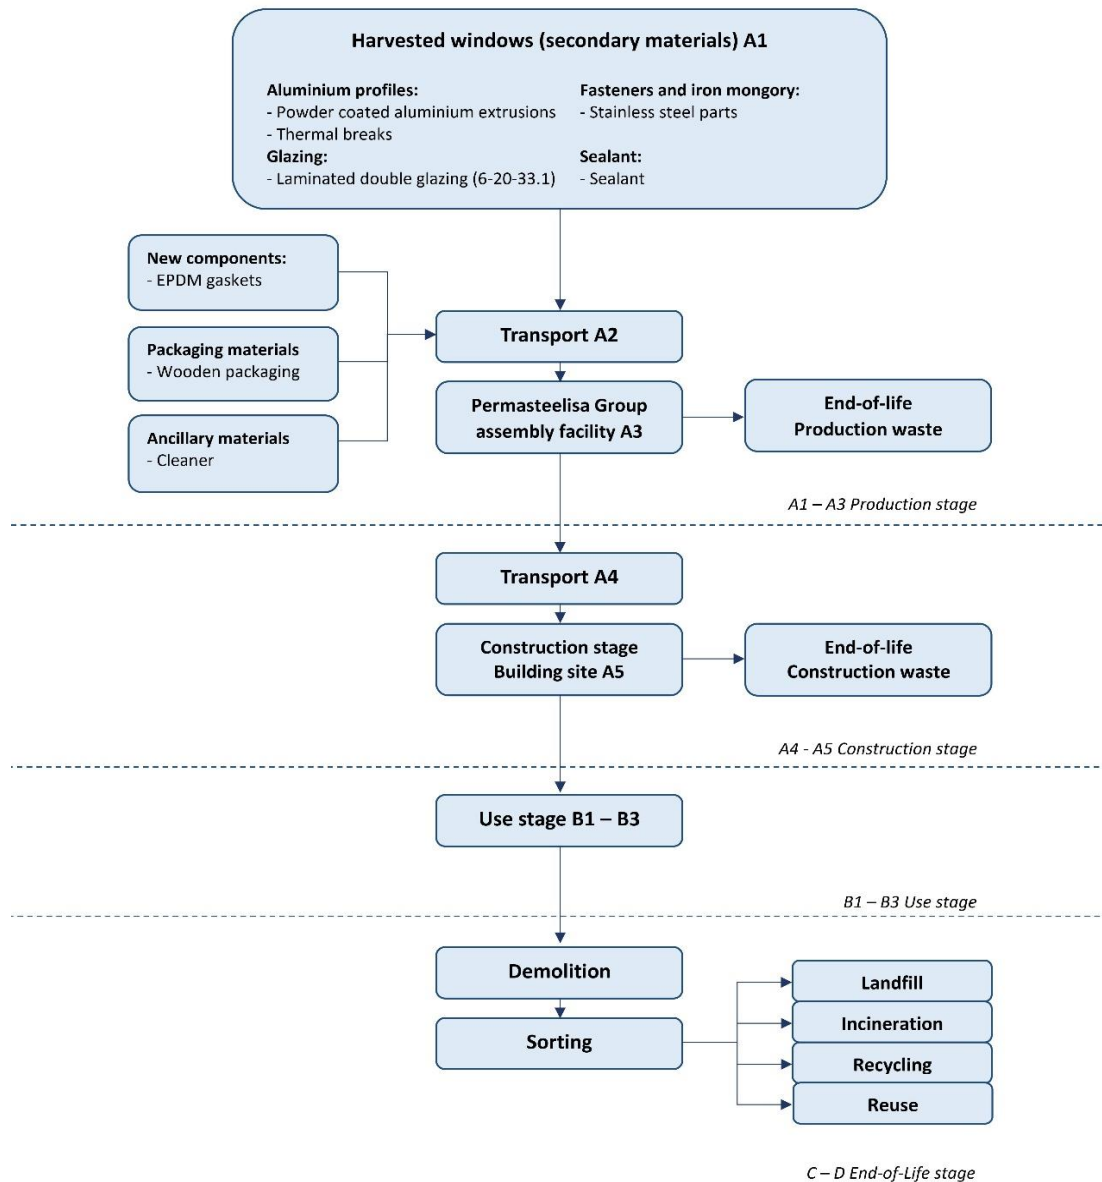 Harvested windows (secondary materials) A1
Aluminium profiles:
- Powder coated aluminium extrusions
- Thermal breaks
Glazing:
- Laminated double glazing (6-20-33.1)
Fasteners and iron mongory:
- Stainless steel parts
Sealant:
- Sealant
New components:
- EPDM gaskets
Packaging materials
- Wooden packaging
Ancillary materials
- Cleaner
Transport A2
Permasteelisa Group
assembly facility A3
End-of-life
Production waste
A1 – A3 Production stage
Transport A4
Construction stage
Building site A5
End-of-life
Construction waste
A4 - A5 Construction stage
Use stage B1 – B3
B1 – B3 Use stage
Demolition
Sorting
Landfill
Incineration
Recycling
Reuse
C – D End-of-Life stage